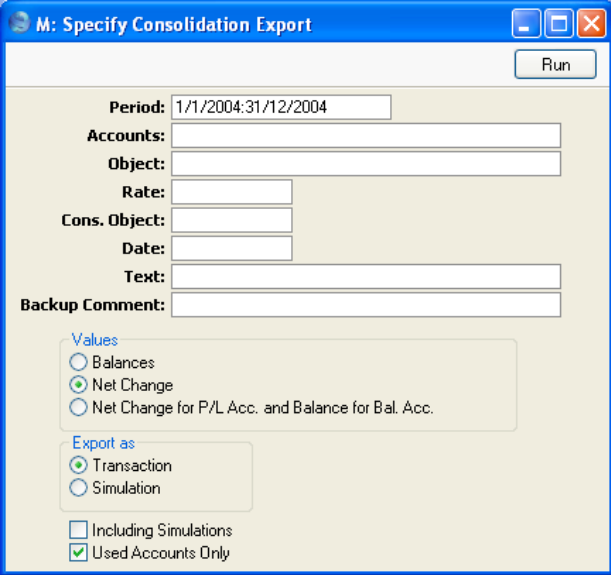 M: Specify Consolidation Export
Run
Period: 1/1/2004:31/12/2004
Accounts:
Object:
Rate:
Cons. Object:
Date:
Text:
Backup Comment:
Values
Balances
Net Change
Net Change for P/L Acc. and Balance for Bal. Acc.
Export as
Transaction
Simulation
Including Simulations
Used Accounts Only